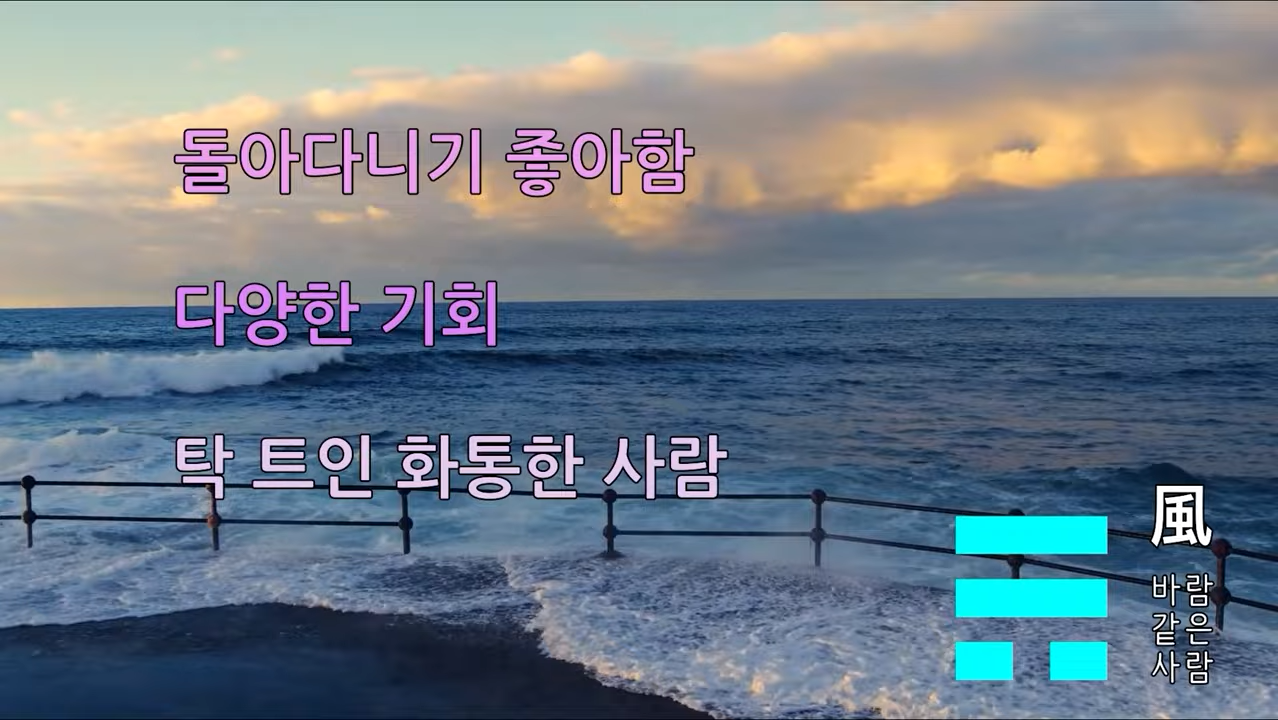 돌아다니기 좋아함
다양한 기회
탁 트인 화통한 사람
風
바람
같은
사람